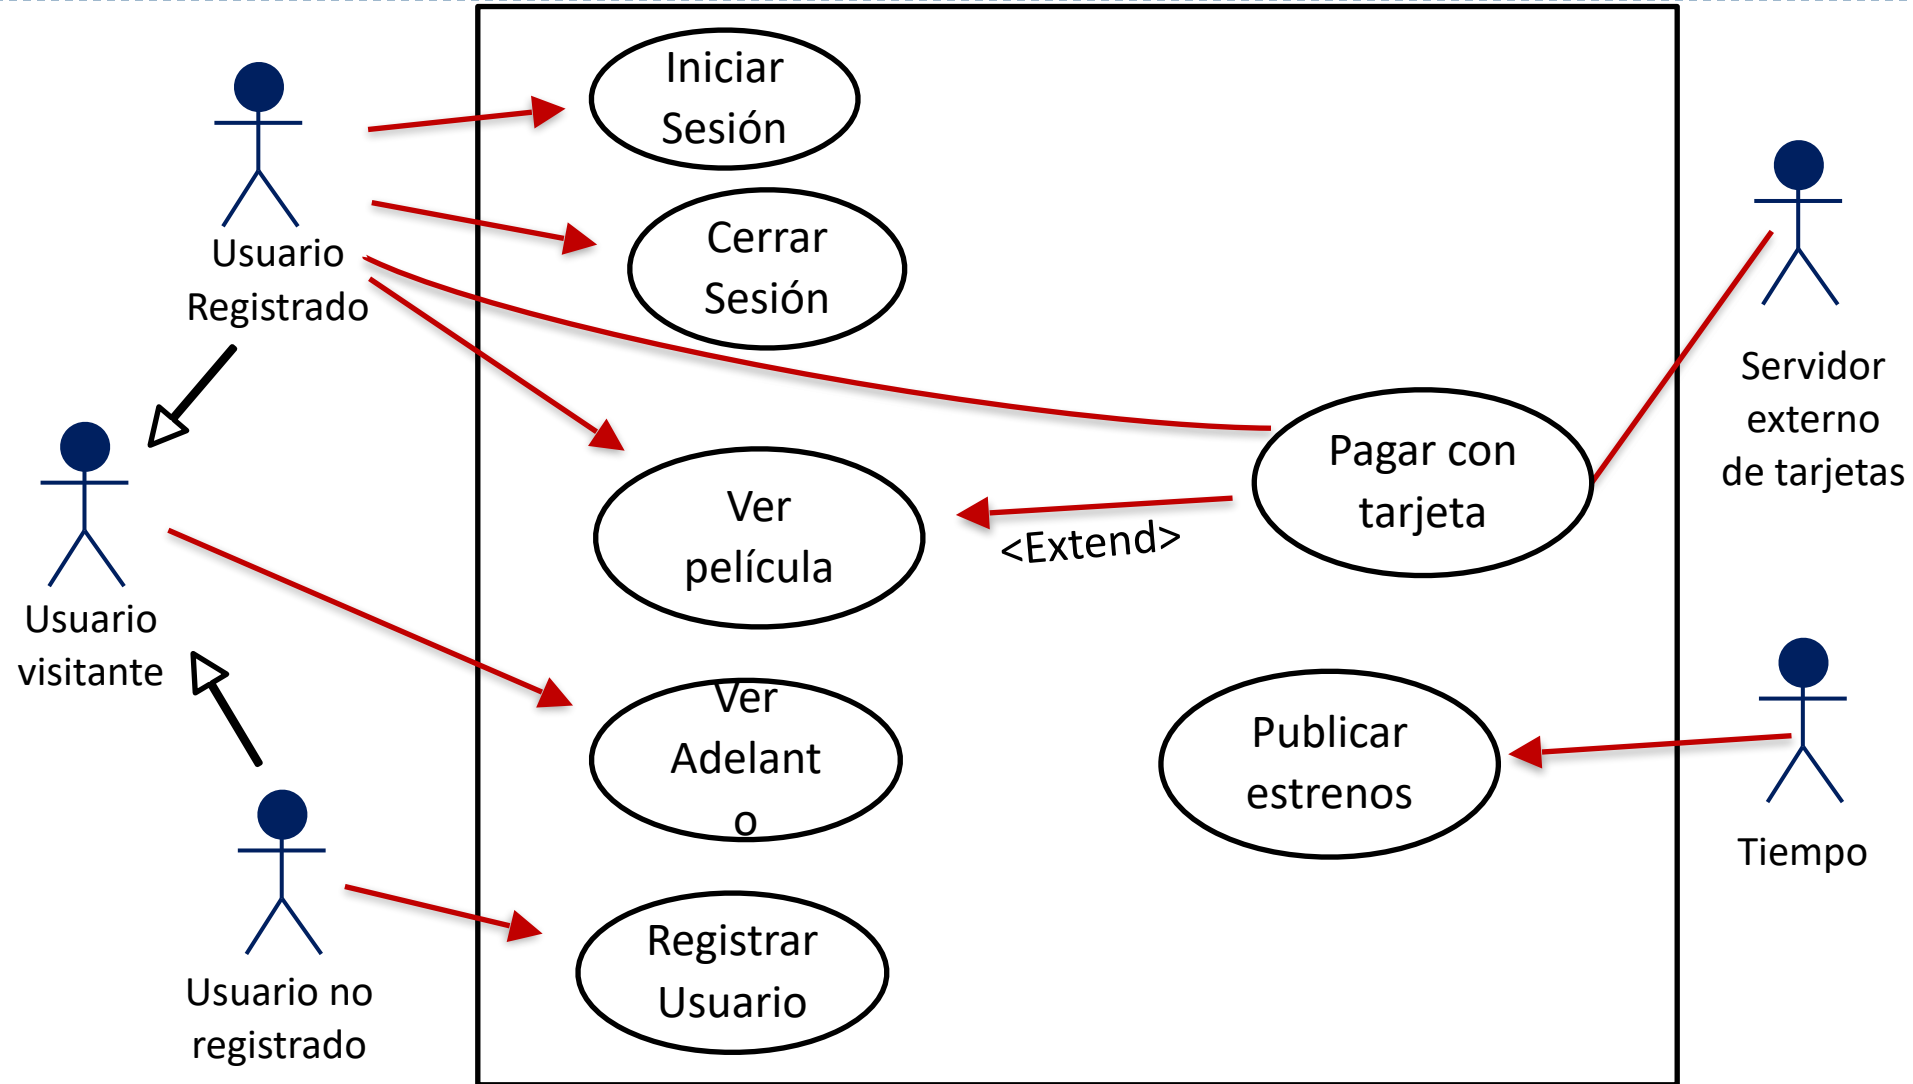 Iniciar
Sesión
Usuario
Registrado
Cerrar
Sesión
Servidor
externo
de tarjetas
Pagar con
tarjeta
Ver
película
<Extend>
Usuario
visitante
Ver
Adelant
o
Publicar
estrenos
Tiempo
Registrar
Usuario
Usuario no
registrado